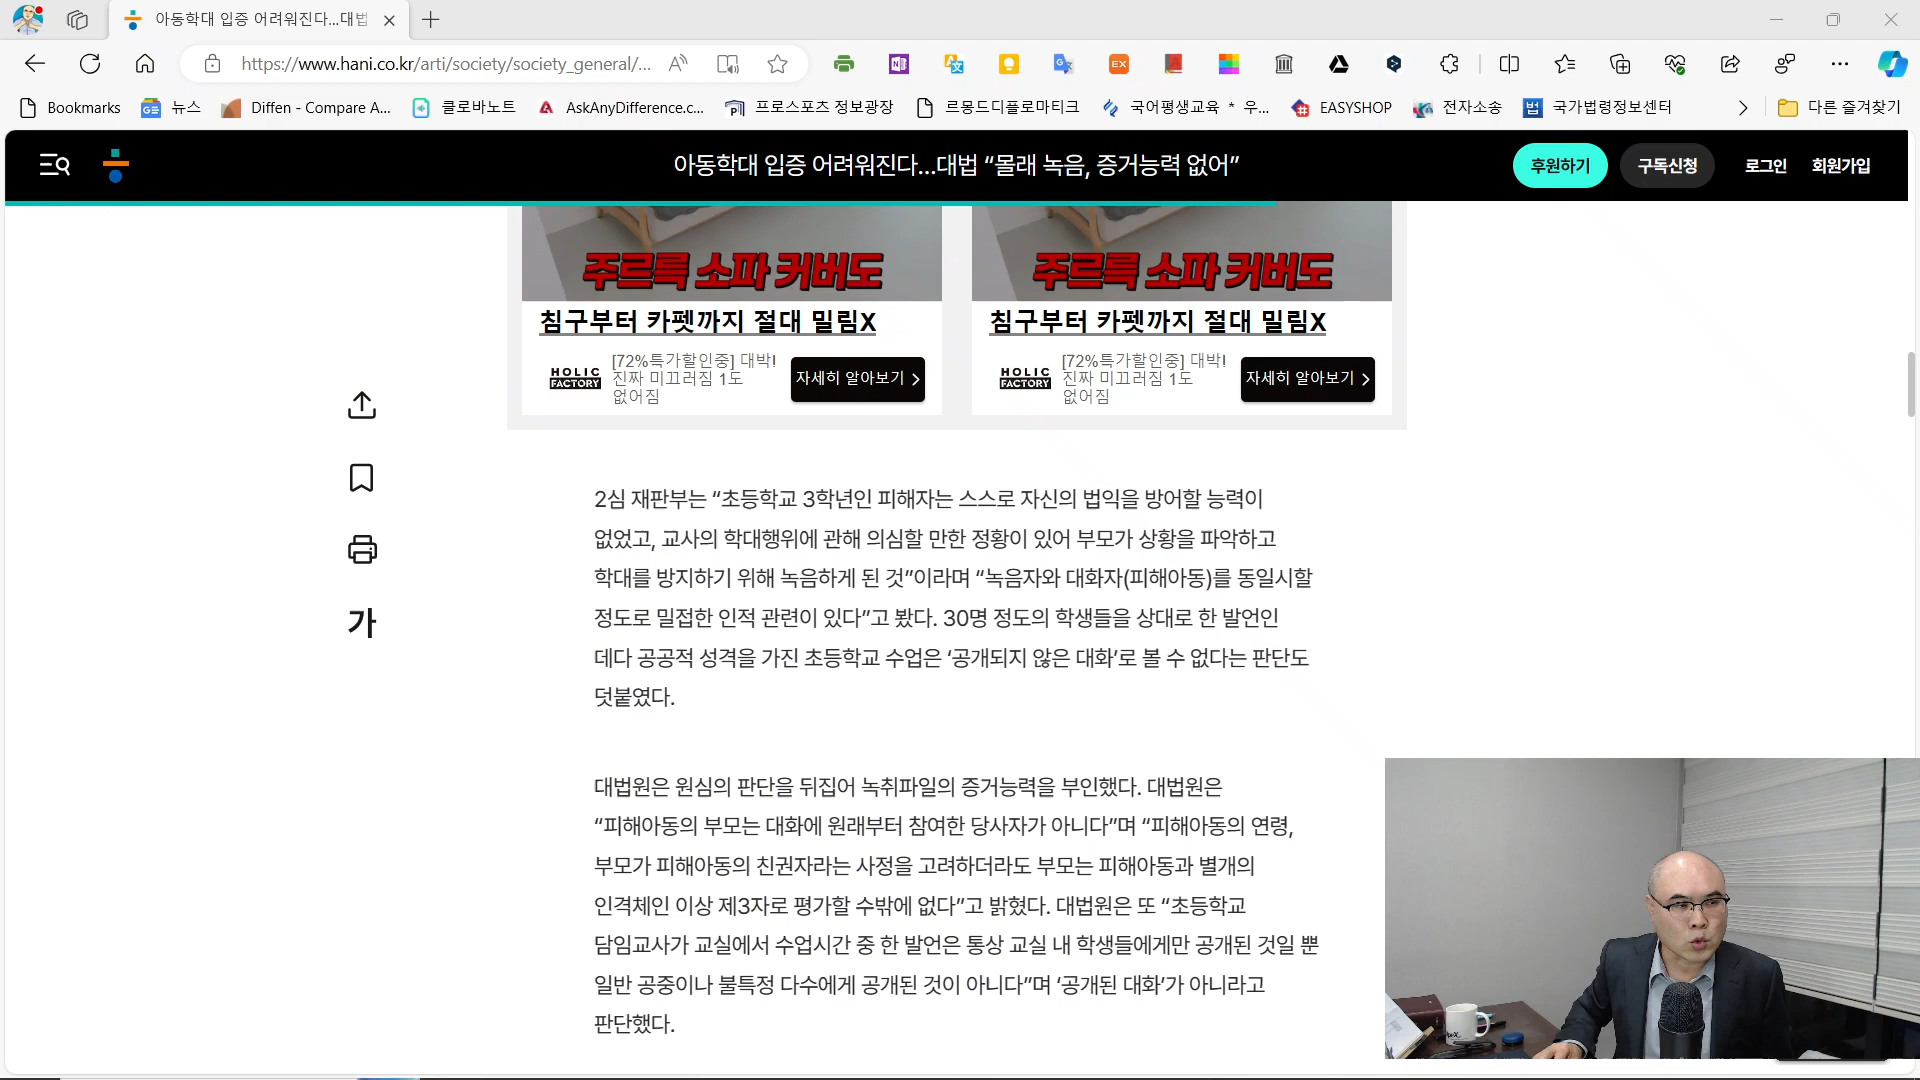 아동학대 입증 어려워진다...대법
https://www.hani.co.kr/arti/society/society_general/...
Bookmarks
뉴스
Diffen - Compare A...
클로바노트
AskAnyDifference.c...
프로스포츠 정보광장
르몽드디플로마티크
국어평생교육 * 우...
EASYSHOP
전자소송
국가법령정보센터
다른 즐겨찾기
아동학대 입증 어려워진다...대법 “몰래 녹음, 증거능력 없어”
후원하기
구독신청
로그인
회원가입
주르륵 소파 커버도
주르륵 소파 커버도
침구부터 카펫까지 절대 밀림X
침구부터 카펫까지 절대 밀림X
HOLIC
FACTORY
[72%특가할인중] 대박!
진짜 미끄러짐 1도
없어짐
자세히 알아보기
HOLIC
FACTORY
[72%특가할인중] 대박!
진짜 미끄러짐 1도
없어짐
자세히 알아보기
가
2심 재판부는 “초등학교 3학년인 피해자는 스스로 자신의 법익을 방어할 능력이
없었고, 교사의 학대행위에 관해 의심할 만한 정황이 있어 부모가 상황을 파악하고
학대를 방지하기 위해 녹음하게 된 것”이라며 “녹음자와 대화자(피해아동)를 동일시할
정도로 밀접한 인적 관련이 있다”고 봤다. 30명 정도의 학생들을 상대로 한 발언인
데다 공공적 성격을 가진 초등학교 수업은 ‘공개되지 않은 대화’로 볼 수 없다는 판단도
덧붙였다.
대법원은 원심의 판단을 뒤집어 녹취파일의 증거능력을 부인했다. 대법원은
“피해아동의 부모는 대화에 원래부터 참여한 당사자가 아니다”며 “피해아동의 연령,
부모가 피해아동의 친권자라는 사정을 고려하더라도 부모는 피해아동과 별개의
인격체인 이상 제3자로 평가할 수밖에 없다”고 밝혔다. 대법원은 또 “초등학교
담임교사가 교실에서 수업시간 중 한 발언은 통상 교실 내 학생들에게만 공개된 것일 뿐
일반 공중이나 불특정 다수에게 공개된 것이 아니다”며 ‘공개된 대화’가 아니라고
판단했다.